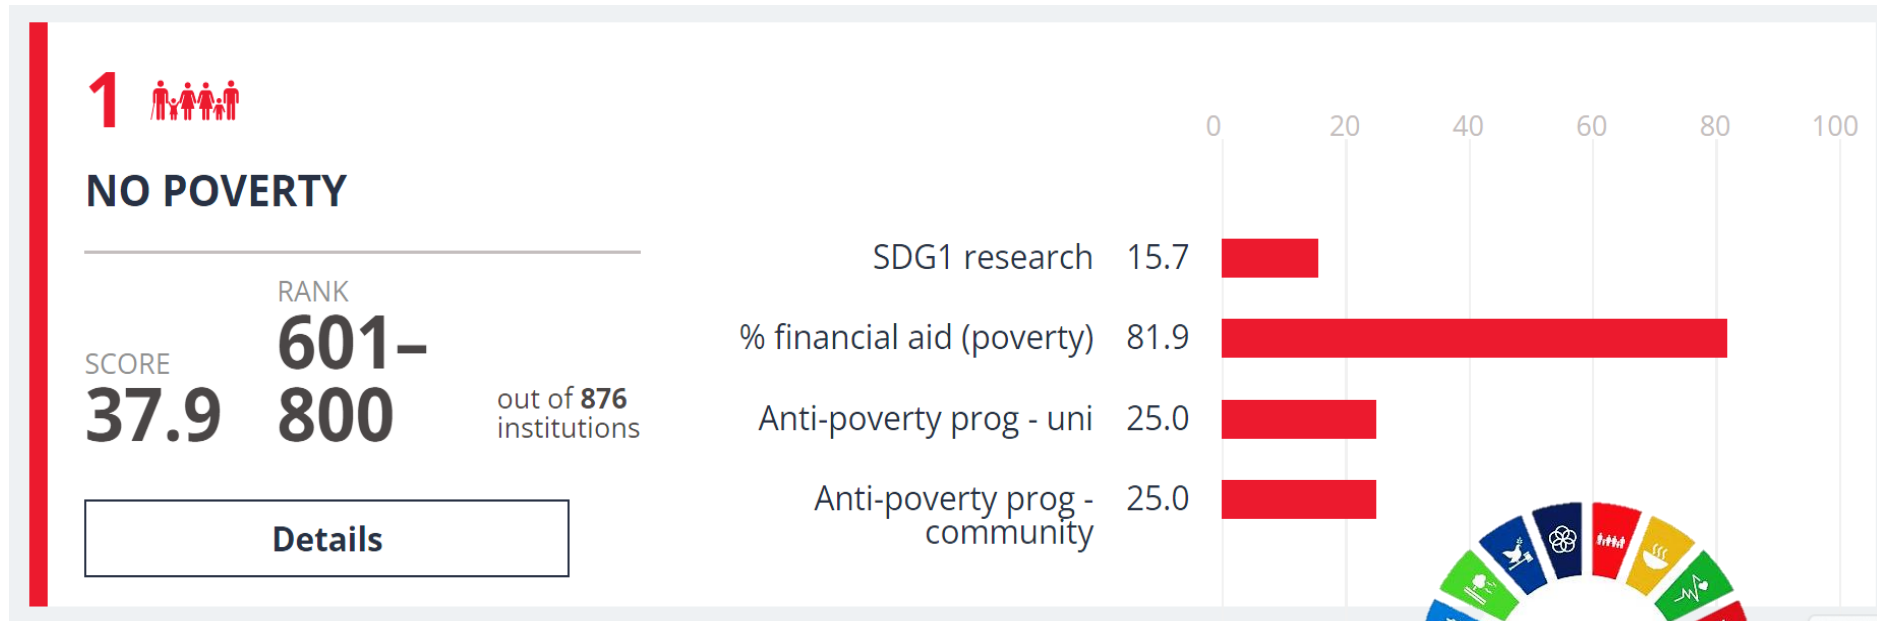 1
NO POVERTY
SCORE
37.9
RANK
601–
800
out of 876
institutions
Details
0 20 40 60 80 100
SDG1 research 15.7
% financial aid (poverty) 81.9
Anti-poverty prog - uni 25.0
Anti-poverty prog - 25.0
community